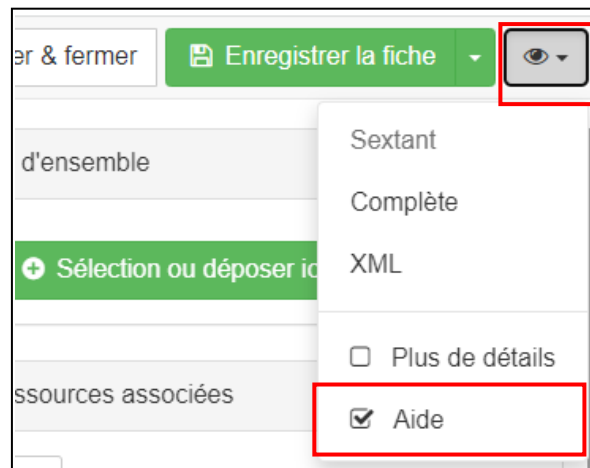 er & fermer
Enregistrer la fiche
Sextant
d'ensemble
Complète
Sélection ou déposer ic
XML
Plus de détails
ssources associées
Aide